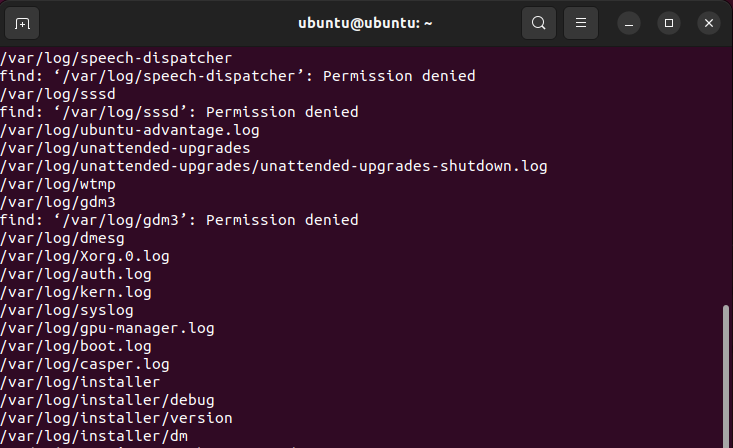 ubuntu@ubuntu: ~
/var/log/speech-dispatcher
find: ‘/var/log/speech-dispatcher’: Permission denied
/var/log/sssd
find: ‘/var/log/sssd’: Permission denied
/var/log/ubuntu-advantage.log
/var/log/unattended-upgrades
/var/log/unattended-upgrades/unattended-upgrades-shutdown.log
/var/log/wtmp
/var/log/gdm3
find: ‘/var/log/gdm3’: Permission denied
/var/log/dmesg
/var/log/Xorg.0.log
/var/log/auth.log
/var/log/kern.log
/var/log/syslog
/var/log/gpu-manager.log
/var/log/boot.log
/var/log/casper.log
/var/log/installer
/var/log/installer/debug
/var/log/installer/version
/var/log/installer/dm